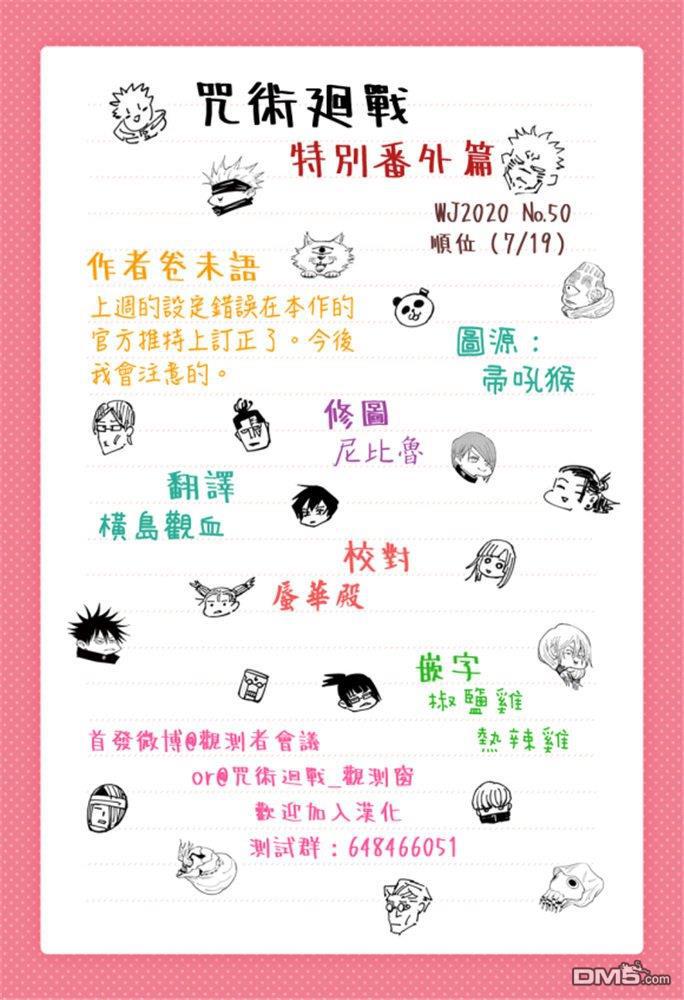 咒術迴戰
特別番外篇
WJ2020 No.50
順位（7/19）
作者卷末語
上週的設定錯誤在本作的
官方推特上訂正了。今後
我會注意的。
圖源：
帚吼猴
修圖
尼比魯
翻譯
橫島觀血
校對
蜃華殿
嵌字
椒鹽雞
熱辣雞
首發微博@觀測者會議
or@咒術迴戰_觀測窗
歡迎加入漢化
測試群：648466051
DM5.com